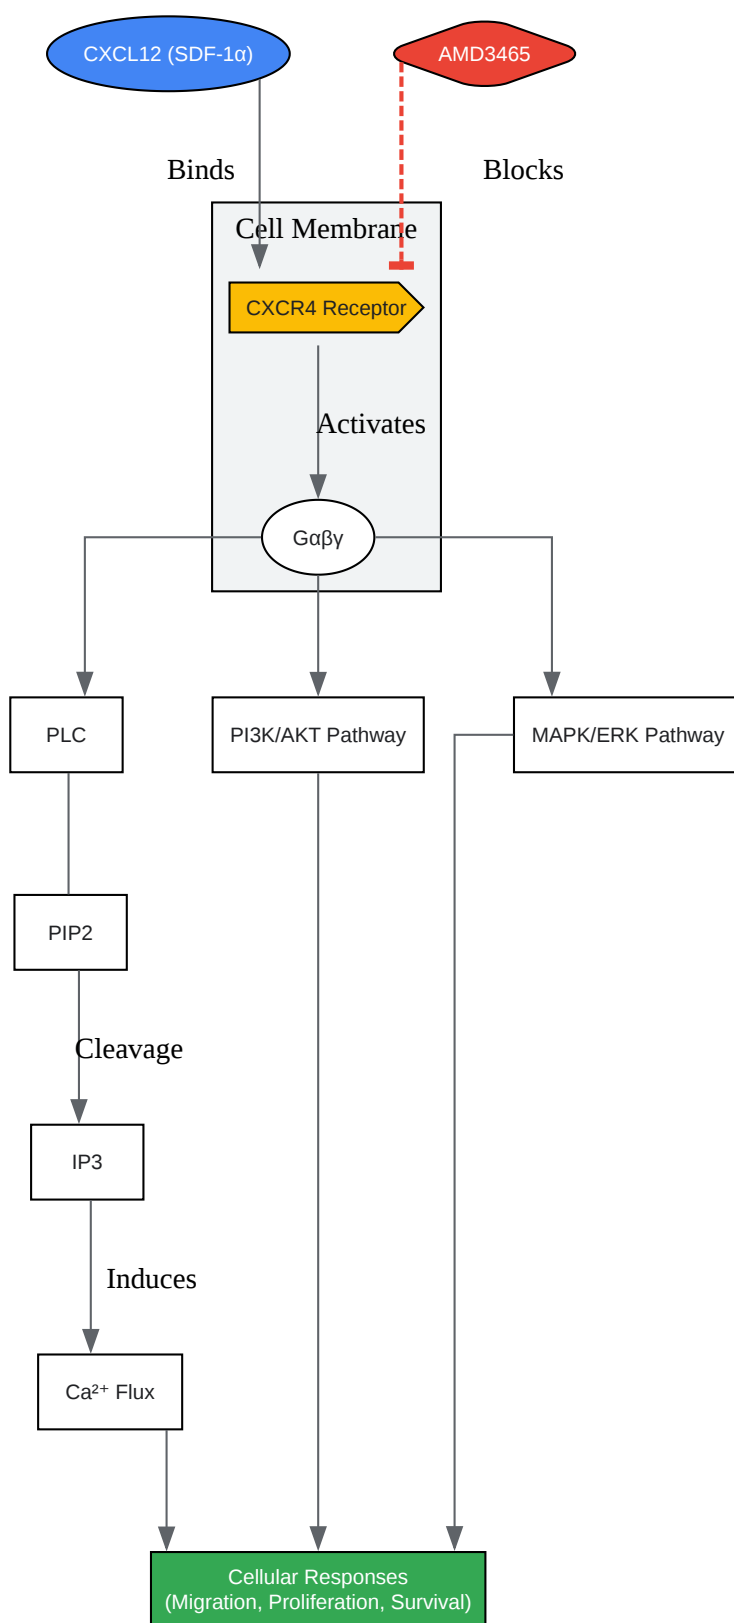 CXCL12 (SDF-1α)
AMD3465
Binds
Blocks
Cell Membrane
CXCR4 Receptor
Activates
Gαβγ
PLC
PI3K/AKT Pathway
MAPK/ERK Pathway
PIP2
Cleavage
IP3
Induces
Ca²⁺ Flux
Cellular Responses
(Migration, Proliferation, Survival)